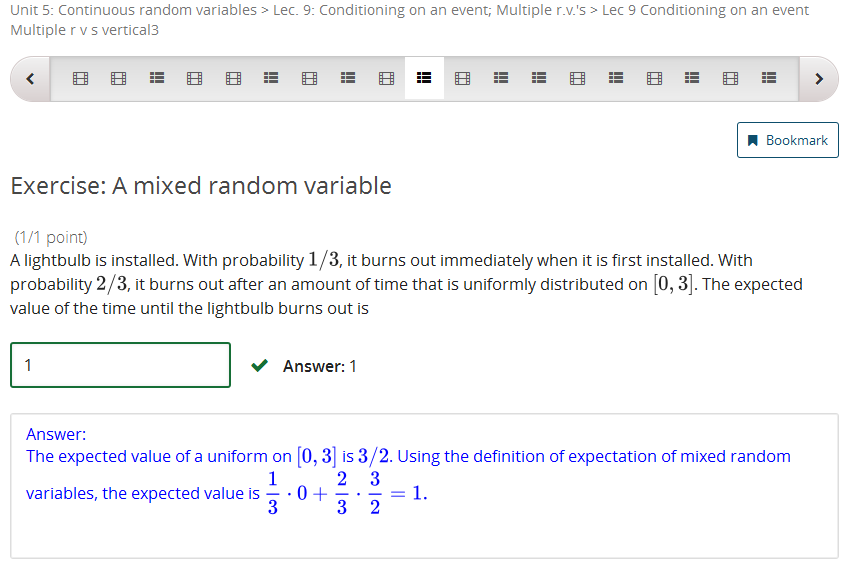 Unit 5: Continuous random variables > Lec. 9: Conditioning on an event; Multiple r.v.'s > Lec 9 Conditioning on an event
Multiple r v s vertical3
Bookmark
Exercise: A mixed random variable
(1/1 point)
A lightbulb is installed. With probability 1/3, it burns out immediately when it is first installed. With
probability 2/3, it burns out after an amount of time that is uniformly distributed on [0, 3]. The expected
value of the time until the lightbulb burns out is
1
Answer: 1
Answer:
The expected value of a uniform on [0, 3] is 3/2. Using the definition of expectation of mixed random
variables, the expected value is 1/3 · 0 + 2/3 · 3/2 = 1.